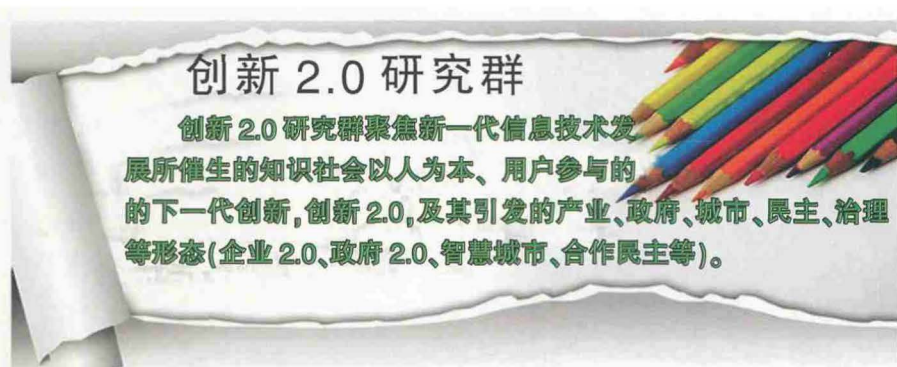 创新 2.0 研究群
创新 2.0 研究群聚焦新一代信息技术发
展所催生的知识社会以人为本、用户参与的
的下一代创新,创新 2.0,及其引发的产业、政府、城市、民主、治理
等形态(企业 2.0、政府 2.0、智慧城市、合作民主等)。